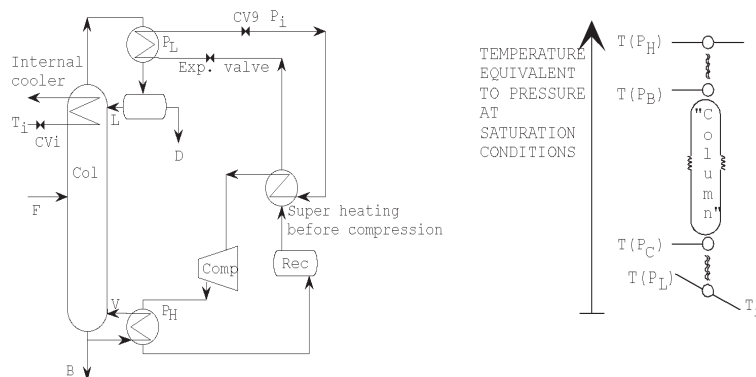 CV9 P_i
P_L
Exp. valve
Internal
cooler
T_i
CVi
L
D
Col
F
Super heating
before compression
Comp
Rec
V
P_H
B
TEMPERATURE
EQUIVALENT
TO PRESSURE
AT
SATURATION
CONDITIONS
T(P_H)
T(P_B)
"Column"
T(P_C)
T(P_L)